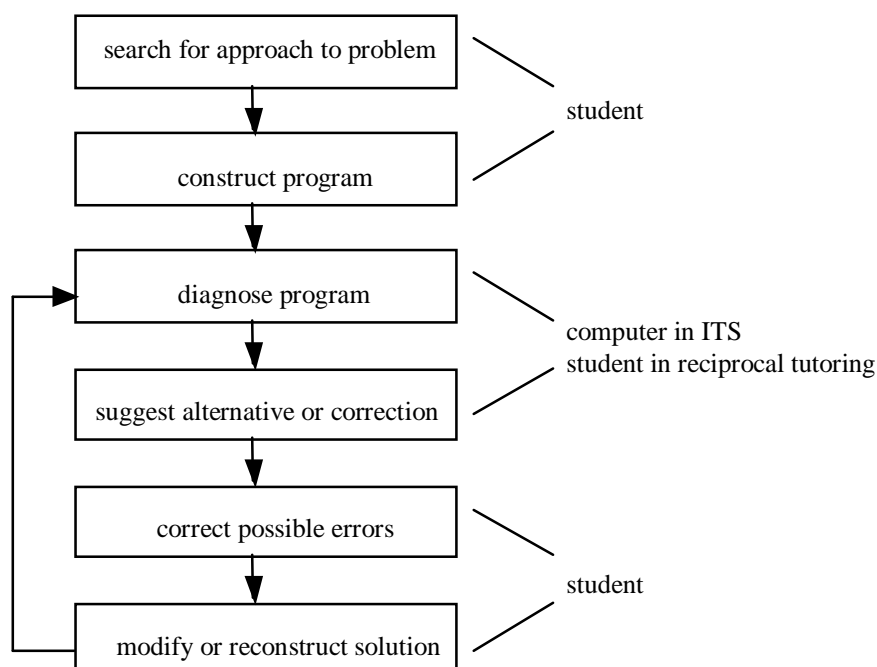 search for approach to problem
student
construct program
diagnose program
computer in ITS
student in reciprocal tutoring
suggest alternative or correction
correct possible errors
student
modify or reconstruct solution